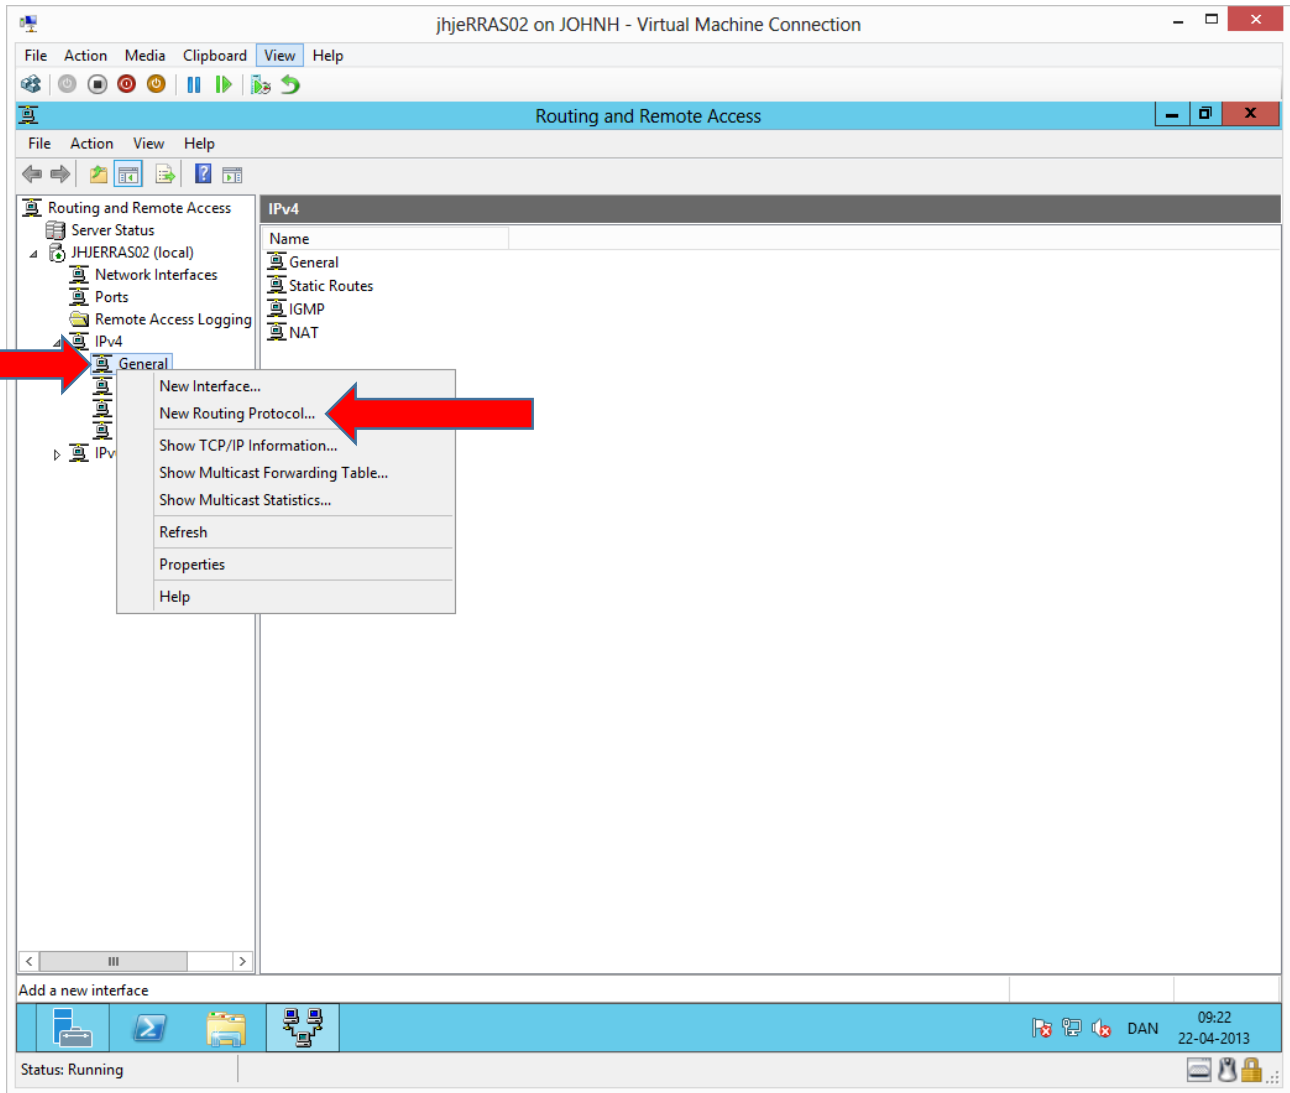 jhjeRRAS02 on JOHNH - Virtual Machine Connection
File Action Media Clipboard View Help
Routing and Remote Access
File Action View Help
Routing and Remote Access
Server Status
JHJERRAS02 (local)
Network Interfaces
Ports
Remote Access Logging
IPv4
General
IPv
IPv4
Name
General
Static Routes
IGMP
NAT
New Interface...
New Routing Protocol...
Show TCP/IP Information...
Show Multicast Forwarding Table...
Show Multicast Statistics...
Refresh
Properties
Help
Add a new interface
DAN
09:22
22-04-2013
Status: Running